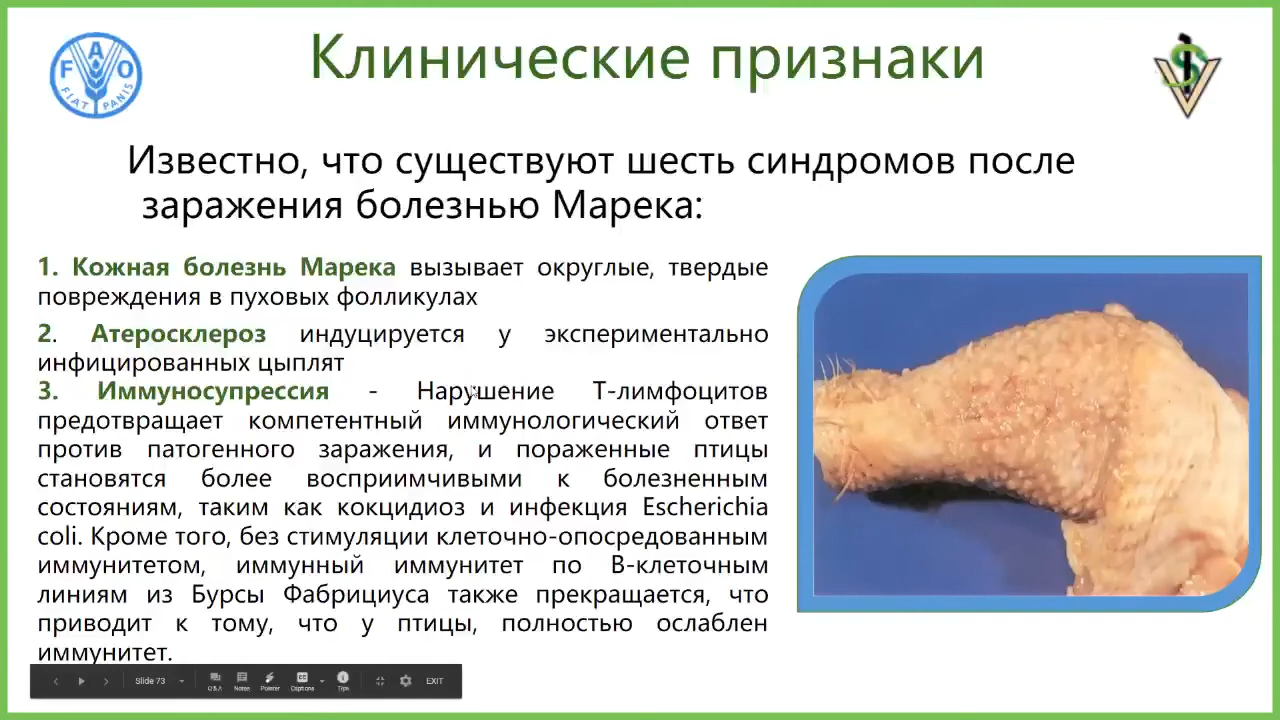 F A O
FIAT PANIS
Клинические признаки
Известно, что существуют шесть синдромов после
заражения болезнью Марека:
1. Кожная болезнь Марека вызывает округлые, твердые
повреждения в пуховых фолликулах
2. Атеросклероз индуцируется у экспериментально
инфицированных цыплят
3. Иммуносупрессия - Нарушение Т-лимфоцитов
предотвращает компетентный иммунологический ответ
против патогенного заражения, и пораженные птицы
становятся более восприимчивыми к болезненным
состояниям, таким как кокцидиоз и инфекция Escherichia
coli. Кроме того, без стимуляции клеточно-опосредованным
иммунитетом, иммунный иммунитет по В-клеточным
линиям из Бурсы Фабрициуса также прекращается, что
приводит к тому, что у птицы, полностью ослаблен
иммунитет.
Slide 73 Q&A Notes Pointer Captions Tips EXIT